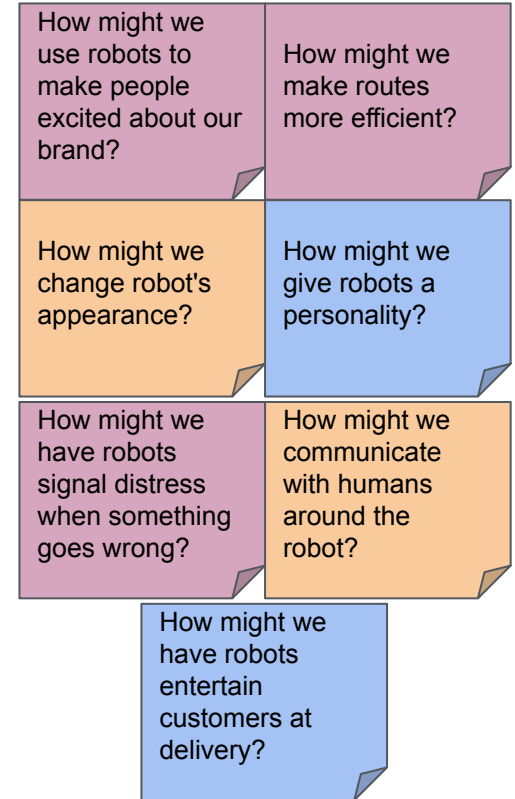 How might we
use robots to
make people
excited about our
brand?
How might we
make routes
more efficient?
How might we
change robot's
appearance?
How might we
give robots a
personality?
How might we
have robots
signal distress
when something
goes wrong?
How might we
communicate
with humans
around the
robot?
How might we
have robots
entertain
customers at
delivery?